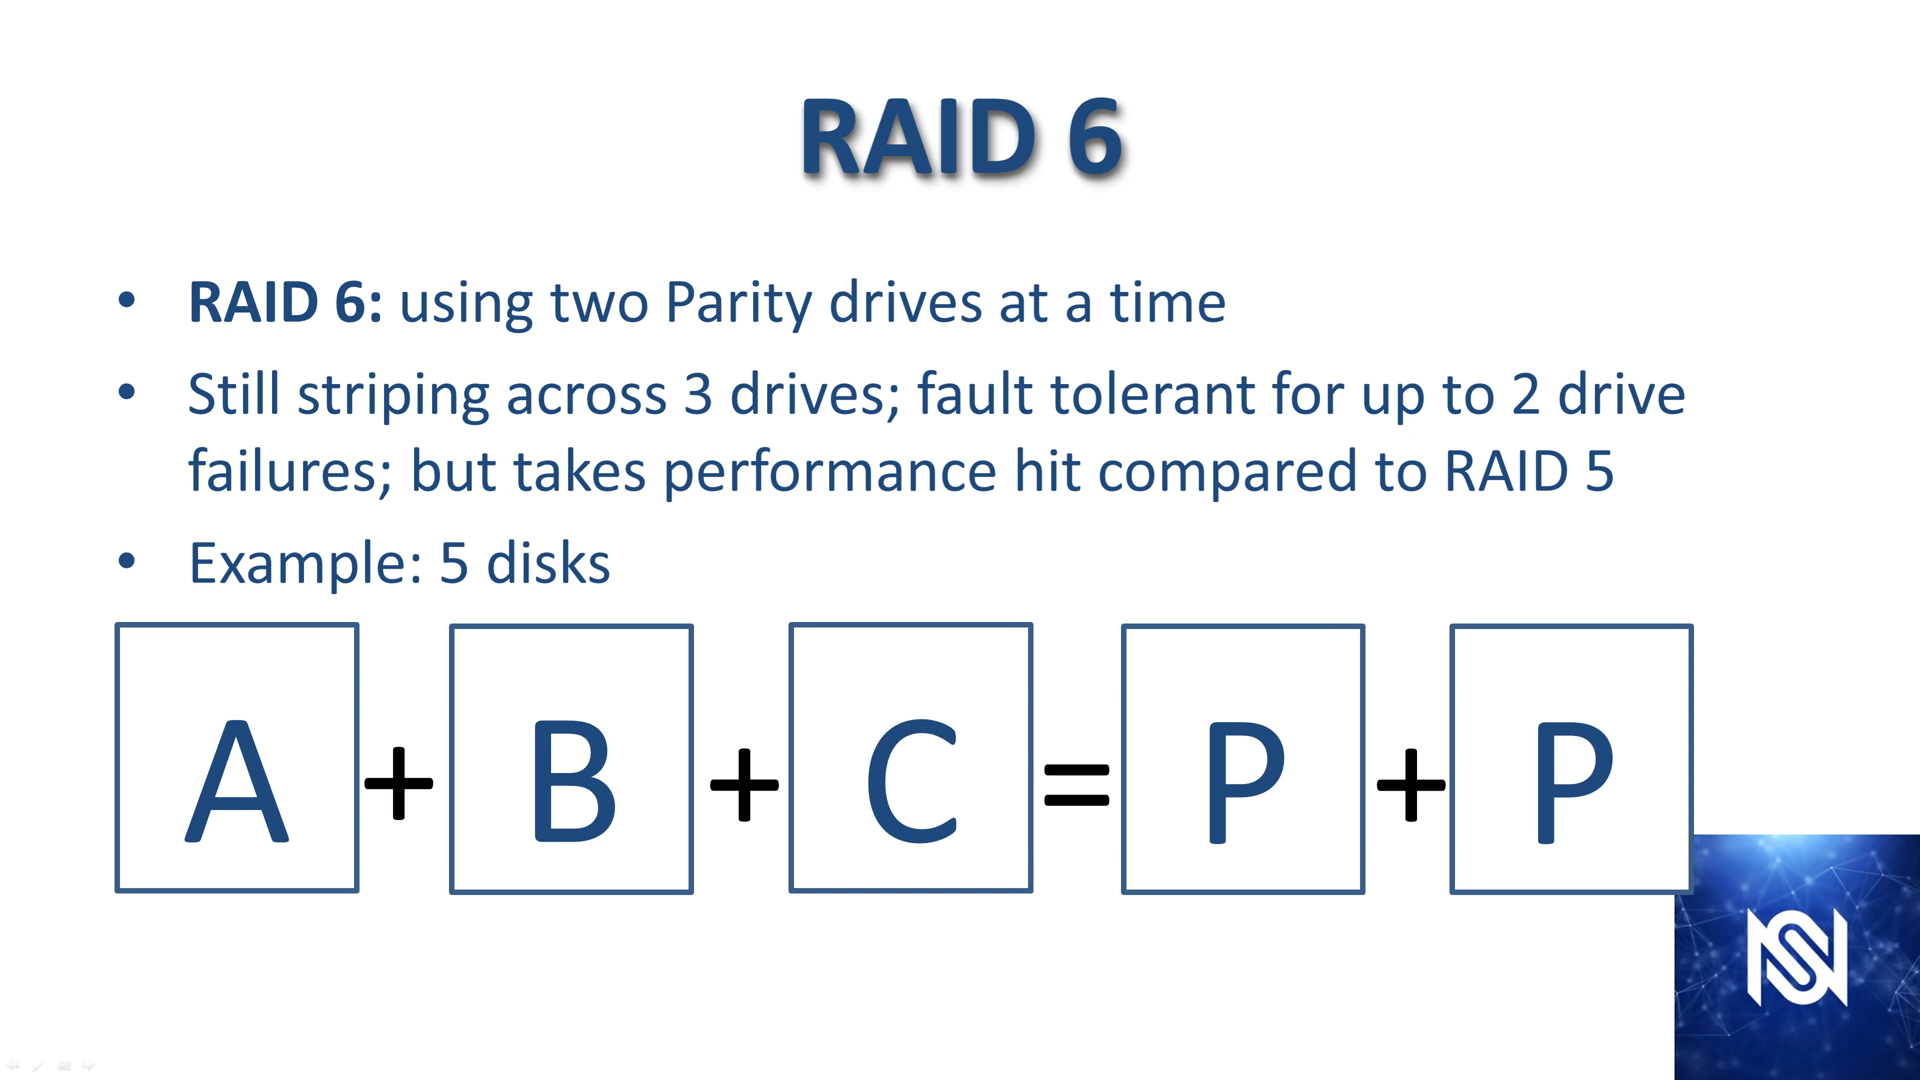 RAID 6
• RAID 6: using two Parity drives at a time
• Still striping across 3 drives; fault tolerant for up to 2 drive
failures; but takes performance hit compared to RAID 5
• Example: 5 disks
A + B + C = P + P